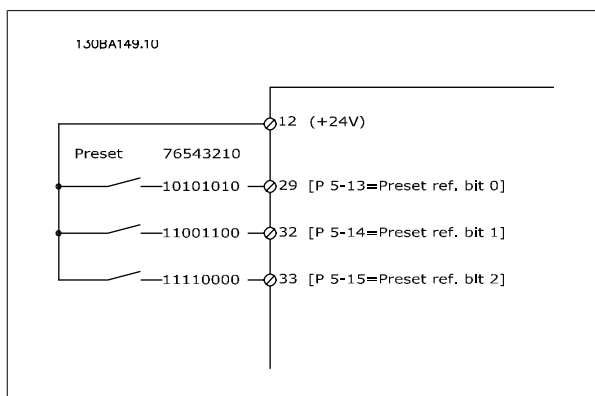 130BA149.10
12 (+24V)
Preset 76543210
10101010 29 [P 5-13=Preset ref. bit 0]
11001100 32 [P 5-14=Preset ref. bit 1]
11110000 33 [P 5-15=Preset ref. bit 2]